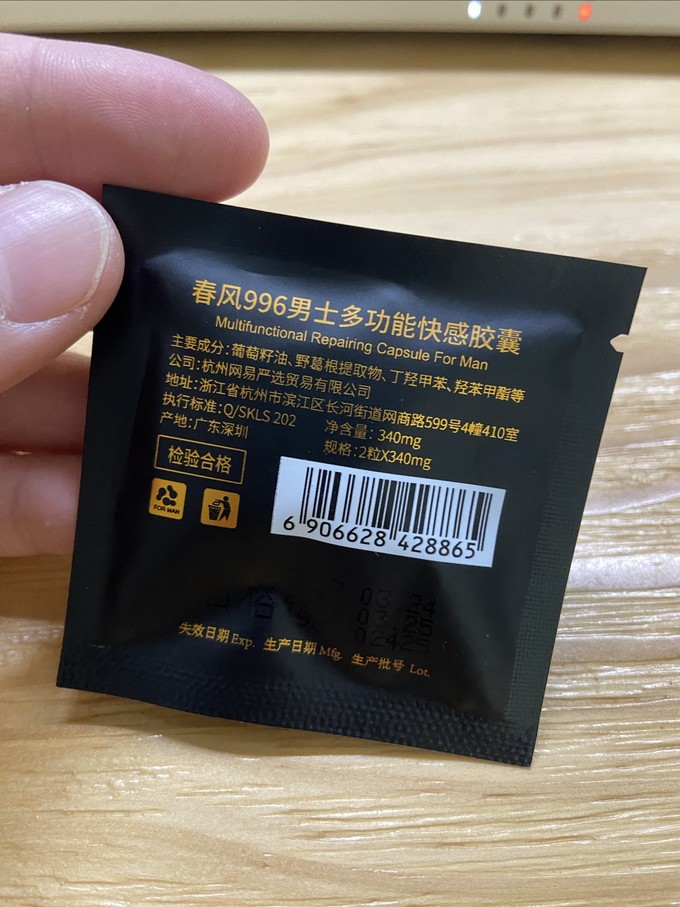 春风996男士多功能快感胶囊
Multifunctional Repairing Capsule For Man
主要成分:葡萄籽油、野葛根提取物、丁羟甲苯、羟苯甲酯等
公司:杭州网易严选贸易有限公司
地址:浙江省杭州市滨江区长河街道网商路599号4幢410室
执行标准:Q/SKLS 202 净含量: 340mg
产地:广东深圳 规格:2粒X340mg
检验合格
FOR MAN
6 906628 428865
失效日期 Exp. 生产日期 Mfg. 生产批号 Lot.